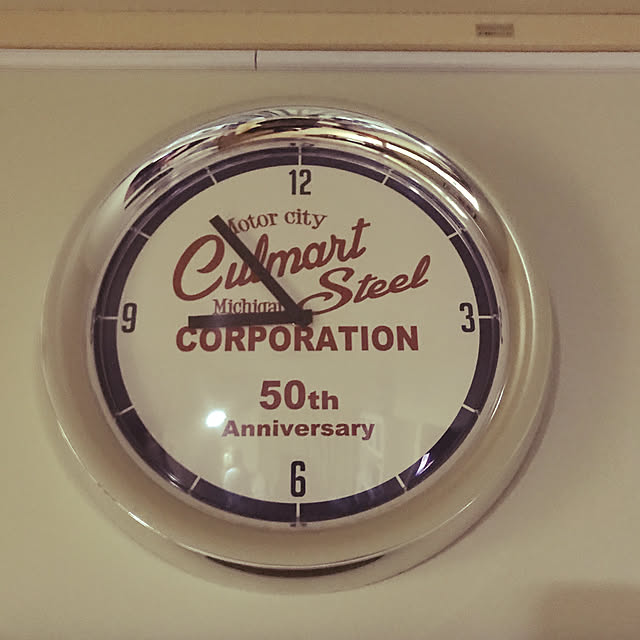 12
Motor city
Culmart
Steel
Michigan
9
3
CORPORATION
50th
Anniversary
6